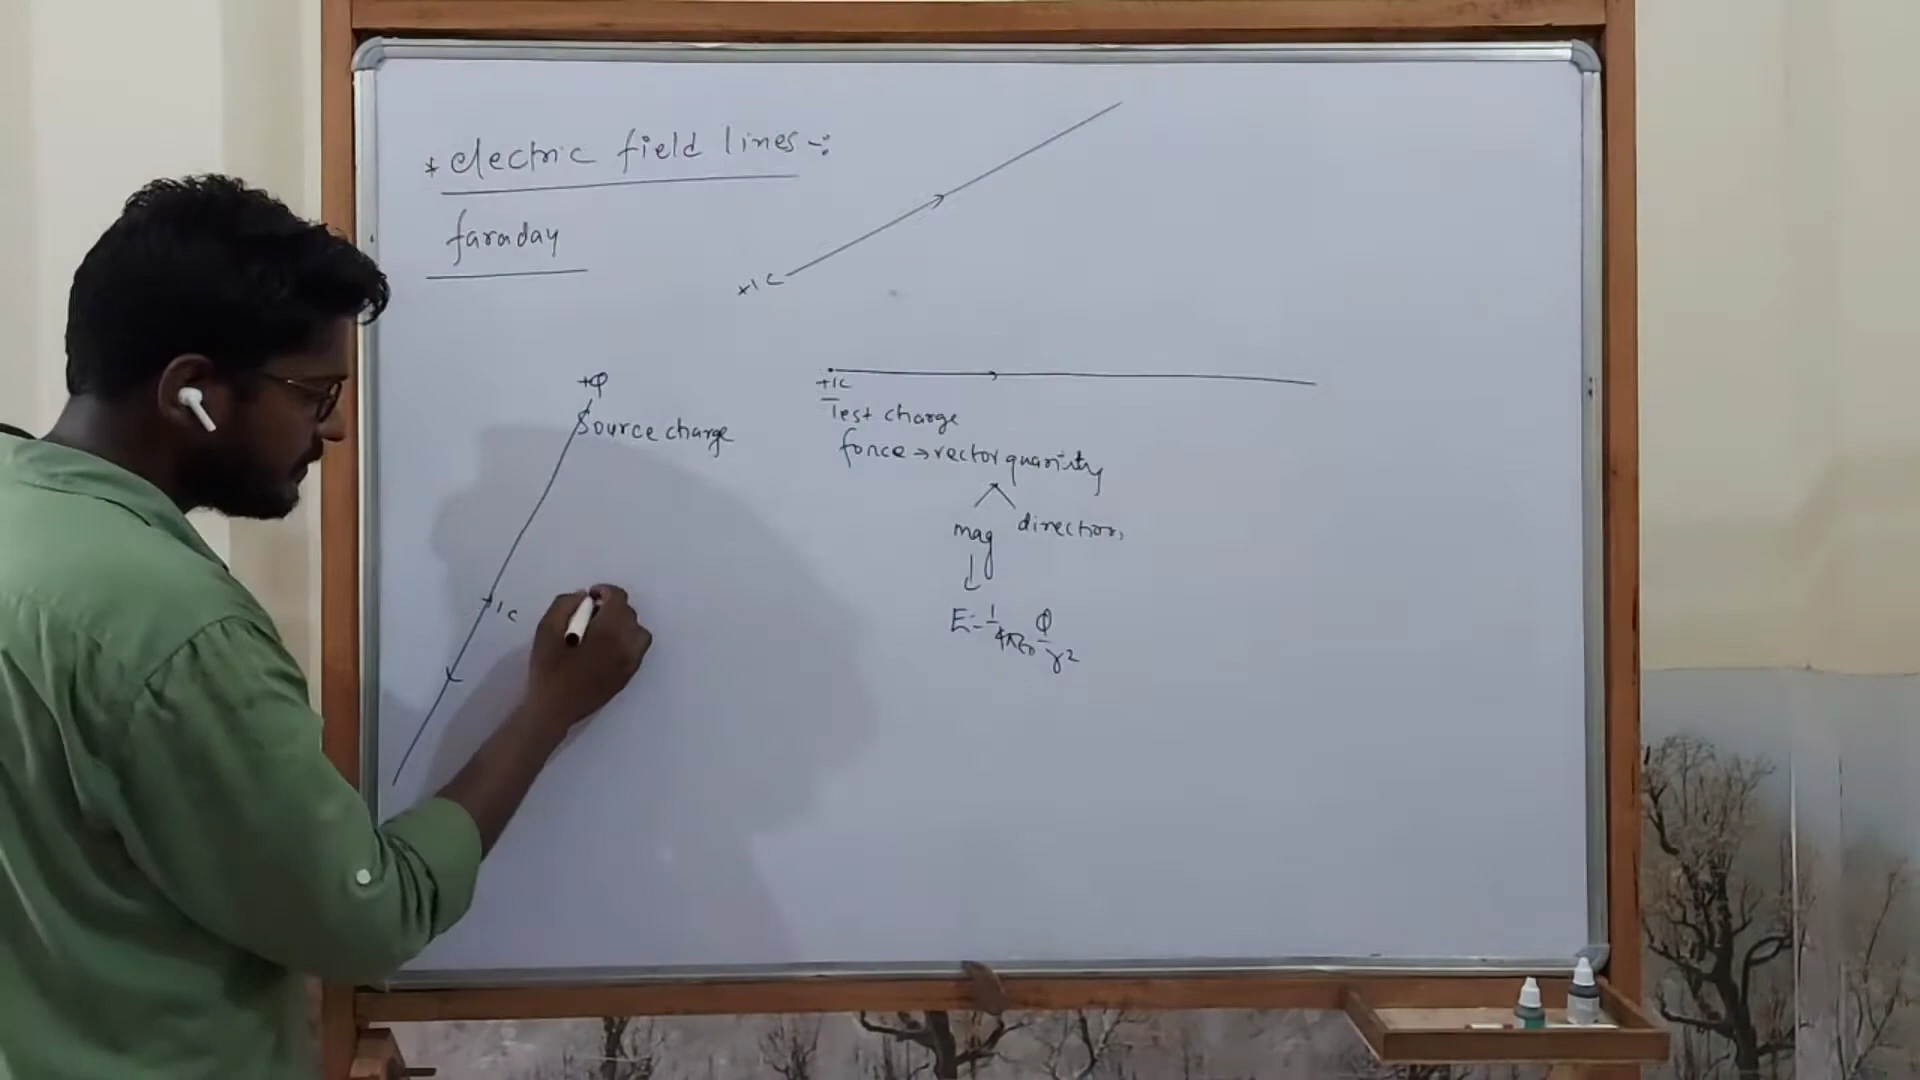 * electric field lines -:
faraday
+1C
+Q
Source charge
+1C
Test charge
force → vector quantity
mag direction
E = 1/4πε0 Q/r²
+1C